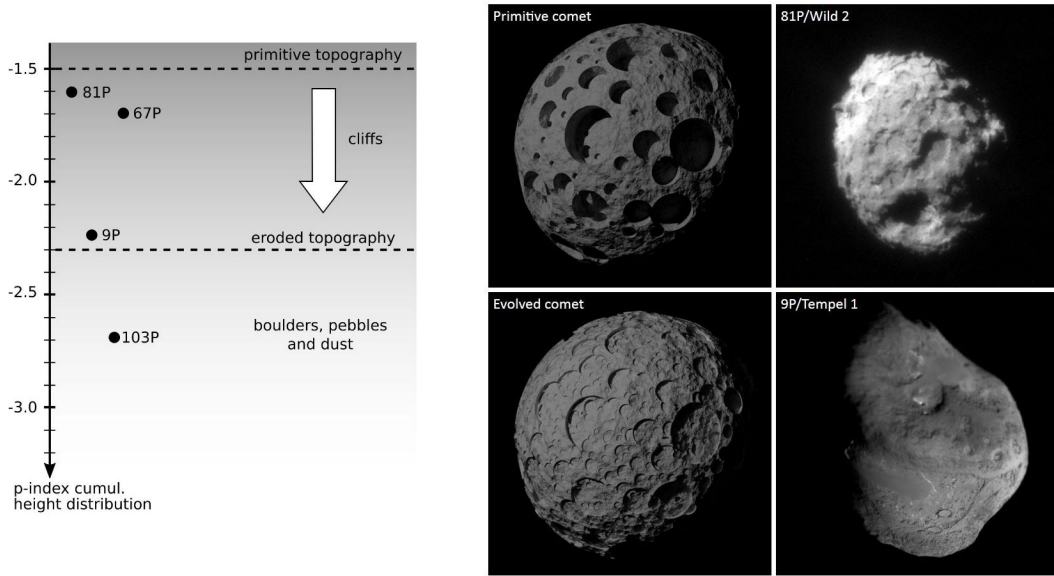 primitive topography
-1.5
81P
67P
cliffs
-2.0
9P
eroded topography
-2.5
103P
boulders, pebbles
and dust
-3.0
p-index cumul.
height distribution
Primitive comet
81P/Wild 2
Evolved comet
9P/Tempel 1